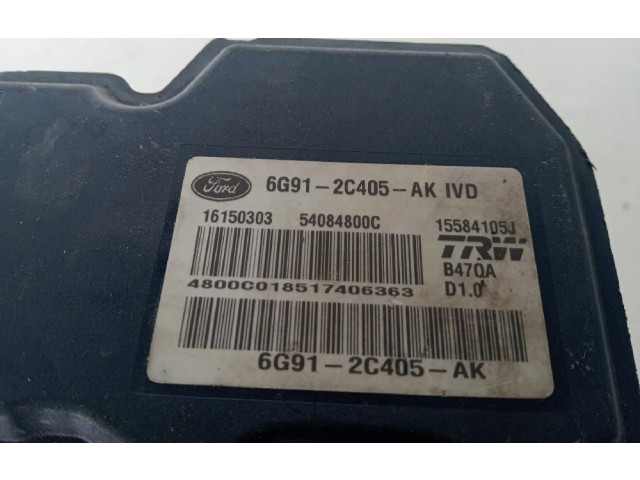 Ford 6G91-2C405-AK IVD
16150303 54084800C 15584105J
TRW
B470A
4800C018517406363 D1.0
6G91-2C405-AK